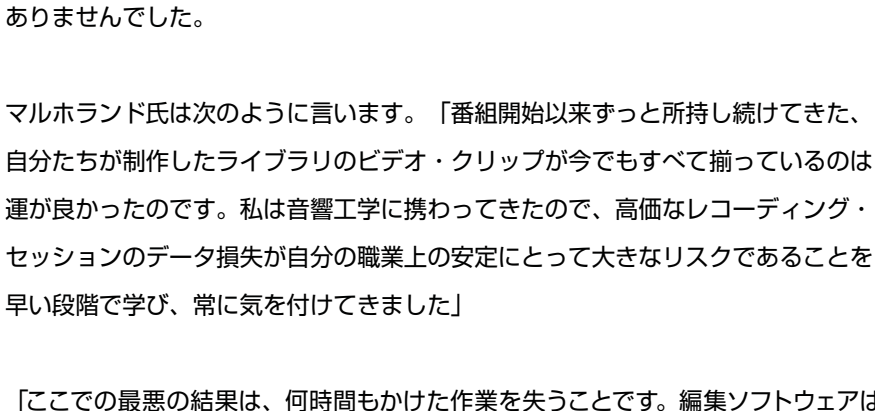 ありませんでした。
マルホランド氏は次のように言います。「番組開始以来ずっと所持し続けてきた、
自分たちが制作したライブラリのビデオ・クリップが今でもすべて揃っているのは
運が良かったのです。私は音響工学に携わってきたので、高価なレコーディング・
セッションのデータ損失が自分の職業上の安定にとって大きなリスクであることを
早い段階で学び、常に気を付けてきました」
「ここでの最悪の結果は、何時間もかけた作業を失うことです。編集ソフトウェアは